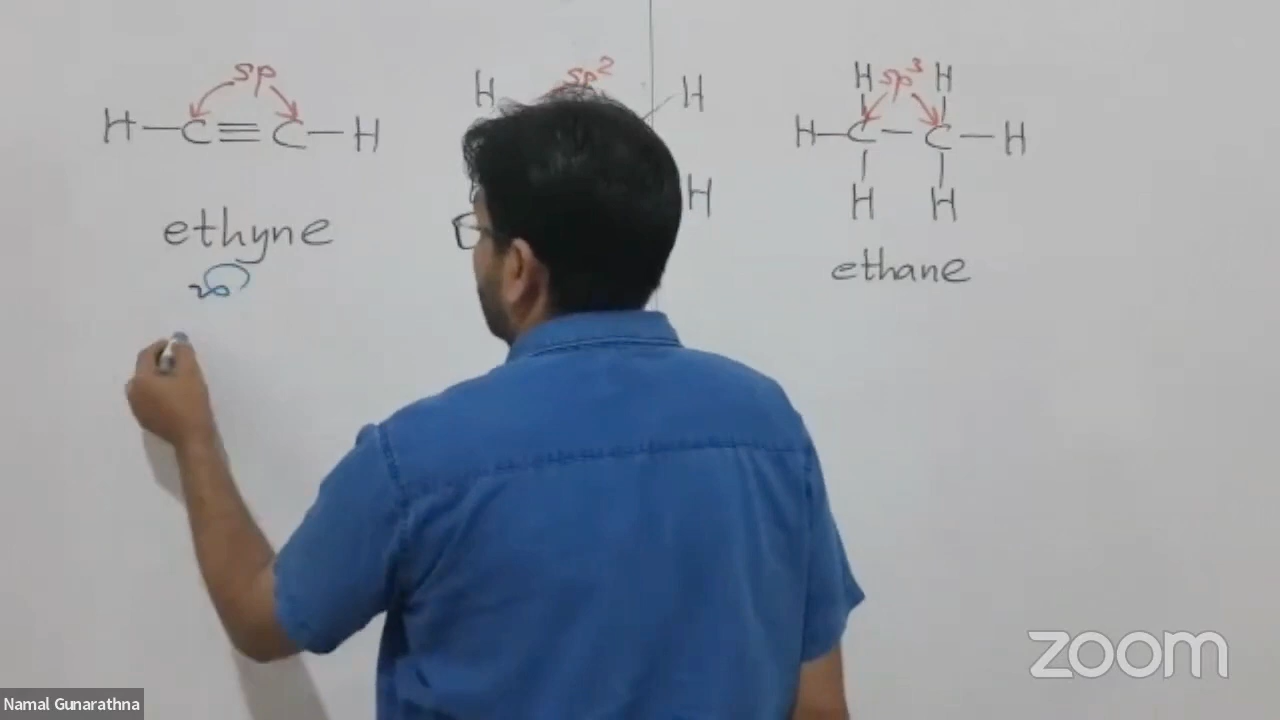 sp
H—C≡C—H
ethyne
sp²
H H
H
H sp³ H
H—C—C—H
H H
ethane
zoom
Namal Gunarathna